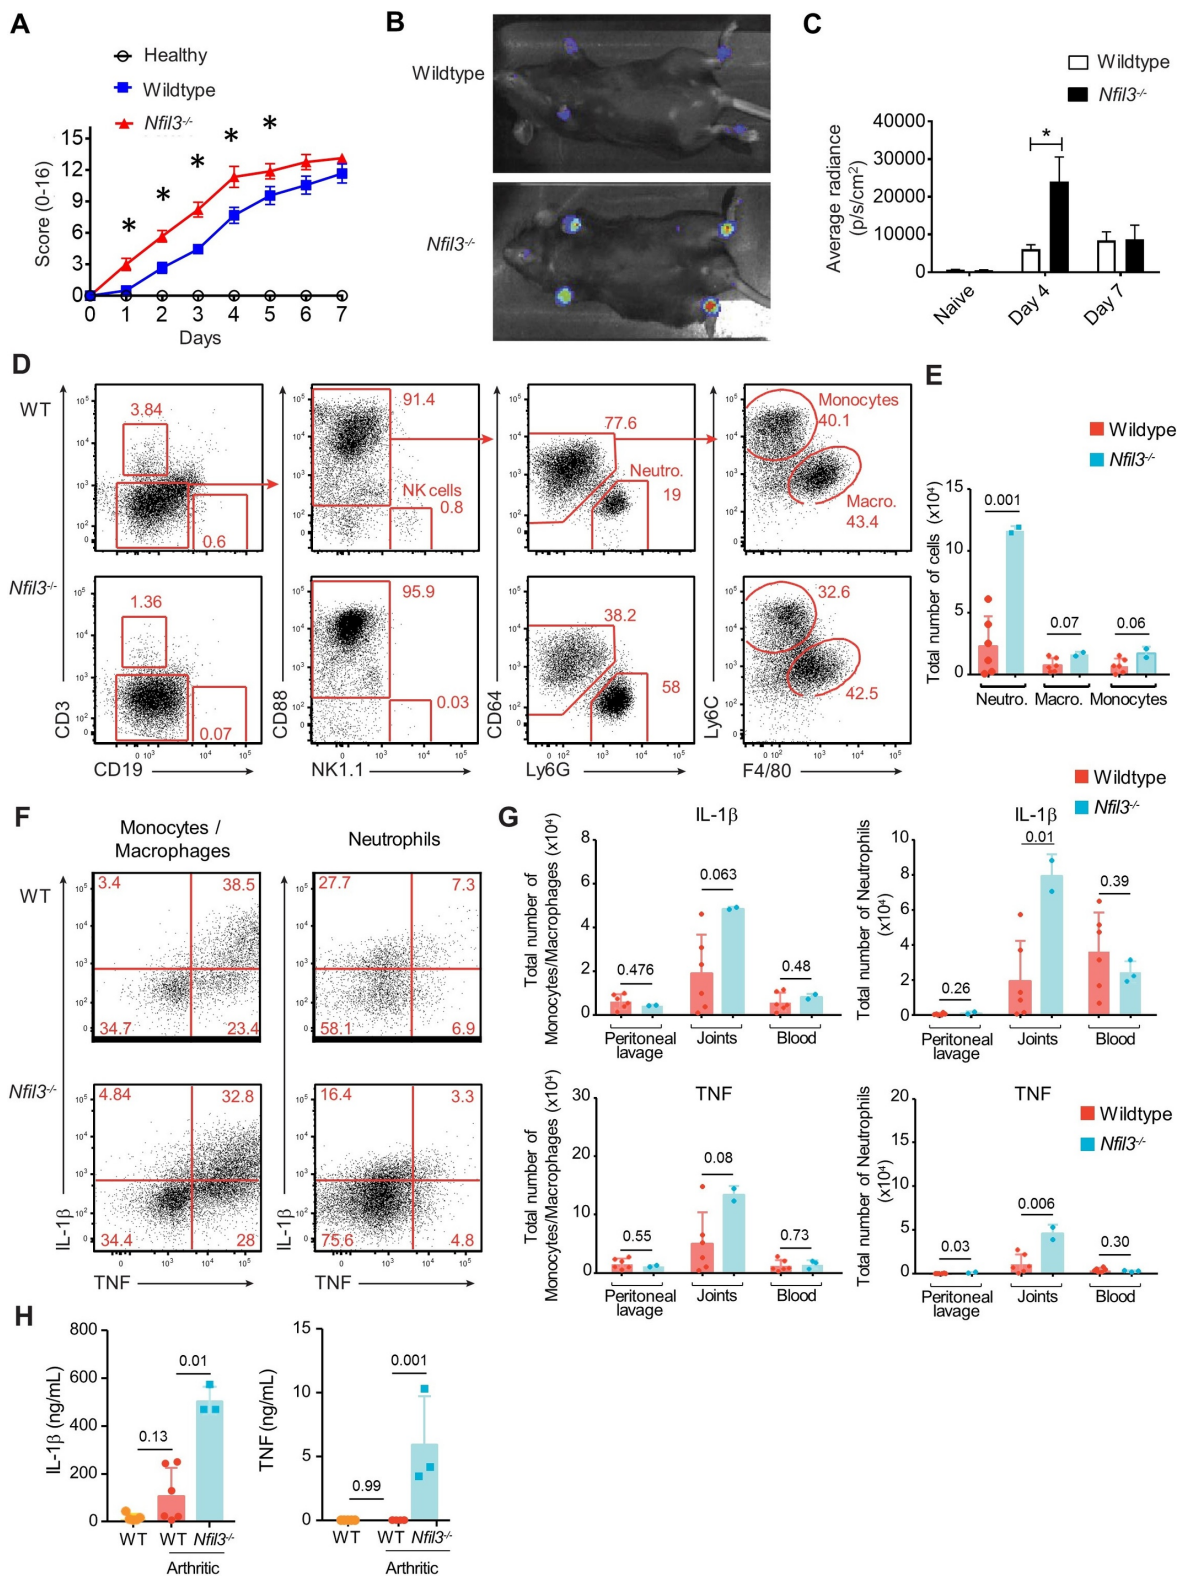 A
Healthy
Wildtype
Nfil3-/-
15
12
9
6
3
0
Score (0-16)
* * * * *
0 1 2 3 4 5 6 7
Days
B
Wildtype
Nfil3-/-
C
Wildtype
Nfil3-/-
Average radiance
(p/s/cm2)
40000
30000
20000
10000
0
*
Naive
Day 4
Day 7
D
WT
3.84
0.6
91.4
NK cells
0.8
77.6
Neutro.
19
Monocytes
40.1
Macro.
43.4
Nfil3-/-
1.36
0.07
95.9
0.03
38.2
58
32.6
42.5
CD3
CD19
CD88
NK1.1
CD64
Ly6G
Ly6C
F4/80
E
Wildype
Nfil3-/-
Total number of cells (x104)
15
10
5
0
0.001
0.07
0.06
Neutro. Macro. Monocytes
F
Monocytes /
Macrophages
Neutrophils
WT
3.4 38.5
34.7 23.4
27.7 7.3
58.1 6.9
Nfil3-/-
4.84 32.8
34.4 28
16.4 3.3
75.6 4.8
IL-1β
TNF
IL-1β
TNF
G
Wildtype
Nfil3-/-
IL-1β
Total number of
Monocytes/Macrophages (x104)
8
6
4
2
0
0.476
0.063
0.48
Peritoneal
lavage
Joints
Blood
IL-1β
Total number of Neutrophils
(x104)
10
8
6
4
2
0
0.26
0.01
0.39
Peritoneal
lavage
Joints
Blood
TNF
Total number of
Monocytes/Macrophages (x104)
30
20
10
0
0.55
0.08
0.73
Peritoneal
lavage
Joints
Blood
TNF
Wildtype
Nfil3-/-
Total number of Neutrophils
(x104)
20
15
10
5
0
0.03
0.006
0.30
Peritoneal
lavage
Joints
Blood
H
IL-1β (ng/mL)
800
600
400
200
0
0.13
0.01
WT WT Nfil3-/-
Arthritic
TNF (ng/mL)
15
10
5
0
0.99
0.001
WT WT Nfil3-/-
Arthritic